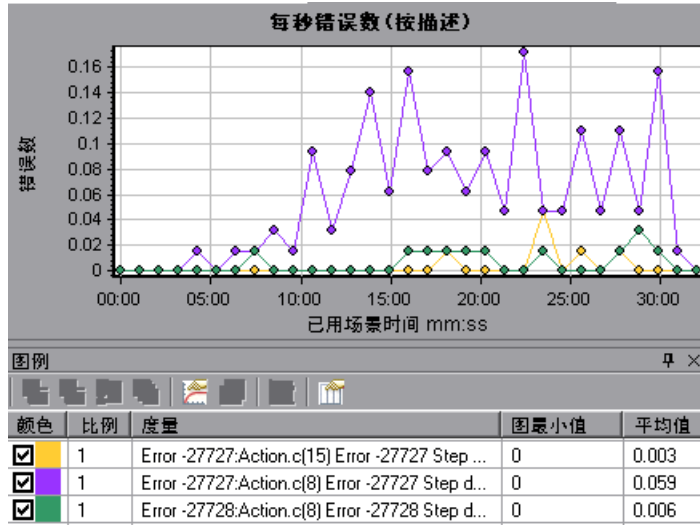 每秒错误数(按描述)
0.16
0.14
0.12
0.1
0.08
0.06
0.04
0.02
0
错误数
00:00 05:00 10:00 15:00 20:00 25:00 30:00
已用场景时间 mm:ss
图例
颜色 比例 度量 图最小值 平均值
1 Error -27727:Action.c(15) Error -27727 Step ... 0 0.003
1 Error -27727:Action.c(8) Error -27727 Step d... 0 0.059
1 Error -27728:Action.c(8) Error -27728 Step d... 0 0.006